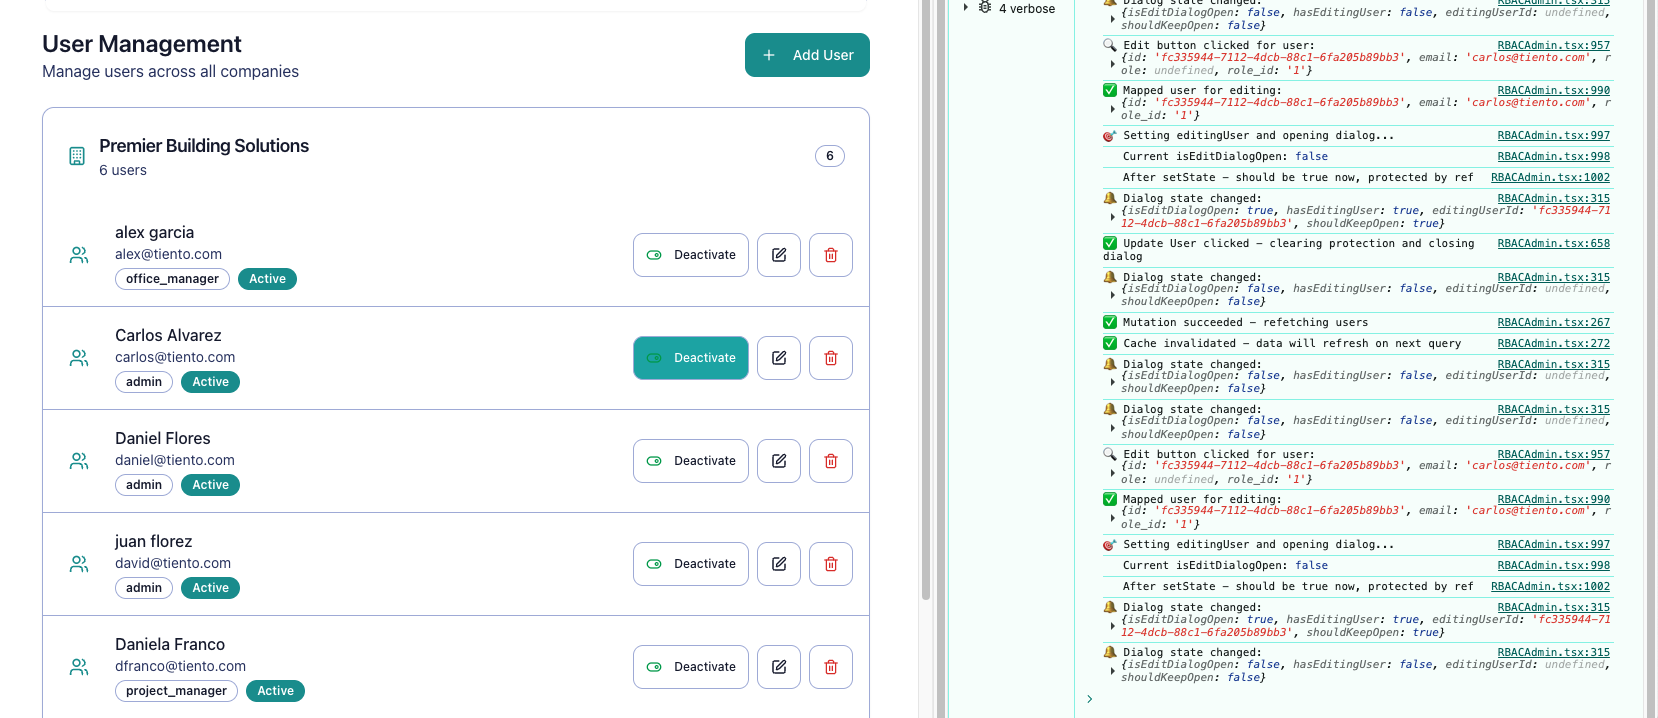 User Management
Manage users across all companies
Add User
Premier Building Solutions
6 users
6
alex garcia
alex@tiento.com
office_manager
Active
Deactivate
Carlos Alvarez
carlos@tiento.com
admin
Active
Deactivate
Daniel Flores
daniel@tiento.com
admin
Active
Deactivate
juan florez
david@tiento.com
admin
Active
Deactivate
Daniela Franco
dfranco@tiento.com
project_manager
Active
Deactivate
4 verbose
Dialog state changed: RBACAdmin.tsx:315
{isEditDialogOpen: false, hasEditingUser: false, editingUserId: undefined,
shouldKeepOpen: false}
Edit button clicked for user: RBACAdmin.tsx:957
{id: 'fc335944-7112-4dcb-88c1-6fa205b89bb3', email: 'carlos@tiento.com', r
ole: undefined, role_id: '1'}
Mapped user for editing: RBACAdmin.tsx:990
{id: 'fc335944-7112-4dcb-88c1-6fa205b89bb3', email: 'carlos@tiento.com', r
ole_id: '1'}
Setting editingUser and opening dialog... RBACAdmin.tsx:997
Current isEditDialogOpen: false RBACAdmin.tsx:998
After setState – should be true now, protected by ref RBACAdmin.tsx:1002
Dialog state changed: RBACAdmin.tsx:315
{isEditDialogOpen: true, hasEditingUser: true, editingUserId: 'fc335944-71
12-4dcb-88c1-6fa205b89bb3', shouldKeepOpen: true}
Update User clicked – clearing protection and closing RBACAdmin.tsx:658
dialog
Dialog state changed: RBACAdmin.tsx:315
{isEditDialogOpen: false, hasEditingUser: false, editingUserId: undefined,
shouldKeepOpen: false}
Mutation succeeded – refetching users RBACAdmin.tsx:267
Cache invalidated – data will refresh on next query RBACAdmin.tsx:272
Dialog state changed: RBACAdmin.tsx:315
{isEditDialogOpen: false, hasEditingUser: false, editingUserId: undefined,
shouldKeepOpen: false}
Dialog state changed: RBACAdmin.tsx:315
{isEditDialogOpen: false, hasEditingUser: false, editingUserId: undefined,
shouldKeepOpen: false}
Edit button clicked for user: RBACAdmin.tsx:957
{id: 'fc335944-7112-4dcb-88c1-6fa205b89bb3', email: 'carlos@tiento.com', r
ole: undefined, role_id: '1'}
Mapped user for editing: RBACAdmin.tsx:990
{id: 'fc335944-7112-4dcb-88c1-6fa205b89bb3', email: 'carlos@tiento.com', r
ole_id: '1'}
Setting editingUser and opening dialog... RBACAdmin.tsx:997
Current isEditDialogOpen: false RBACAdmin.tsx:998
After setState – should be true now, protected by ref RBACAdmin.tsx:1002
Dialog state changed: RBACAdmin.tsx:315
{isEditDialogOpen: true, hasEditingUser: true, editingUserId: 'fc335944-71
12-4dcb-88c1-6fa205b89bb3', shouldKeepOpen: true}
Dialog state changed: RBACAdmin.tsx:315
{isEditDialogOpen: false, hasEditingUser: false, editingUserId: undefined,
shouldKeepOpen: false}